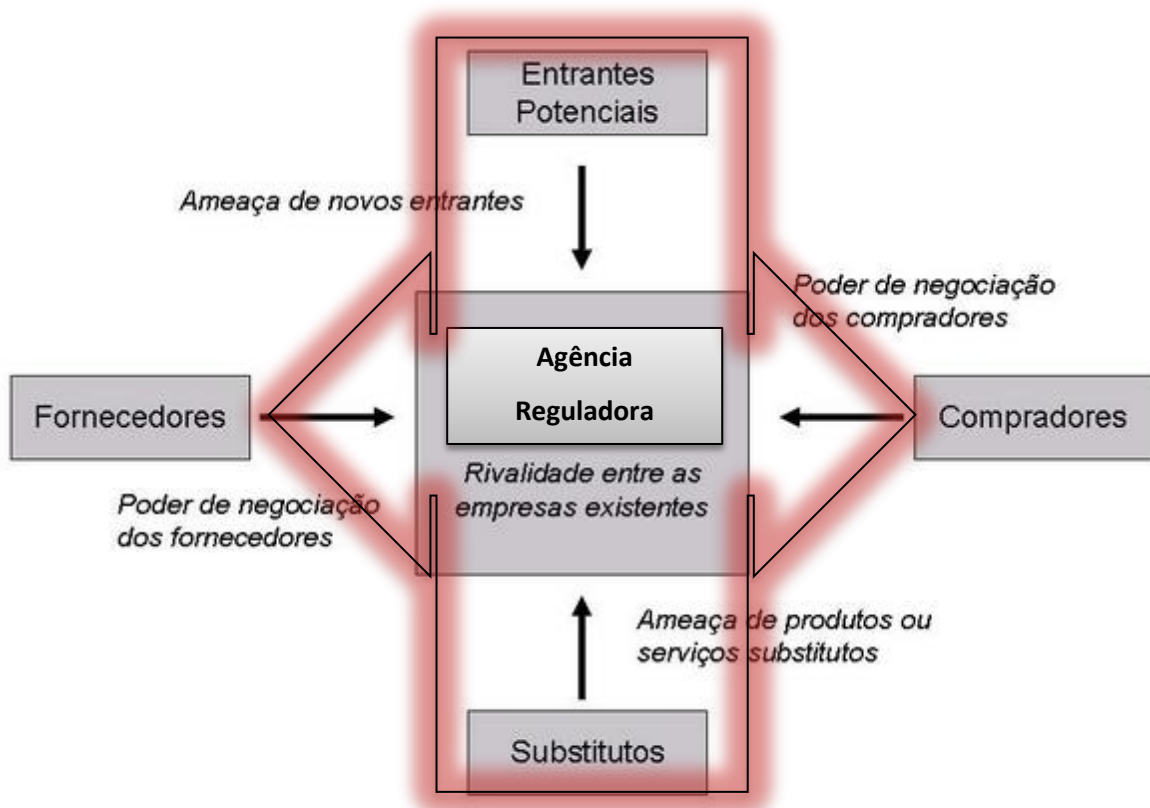 Entrantes
Potenciais
Ameaça de novos entrantes
Poder de negociação
dos compradores
Agência
Reguladora
Fornecedores
Compradores
Rivalidade entre as
empresas existentes
Poder de negociação
dos fornecedores
Ameaça de produtos ou
serviços substitutos
Substitutos